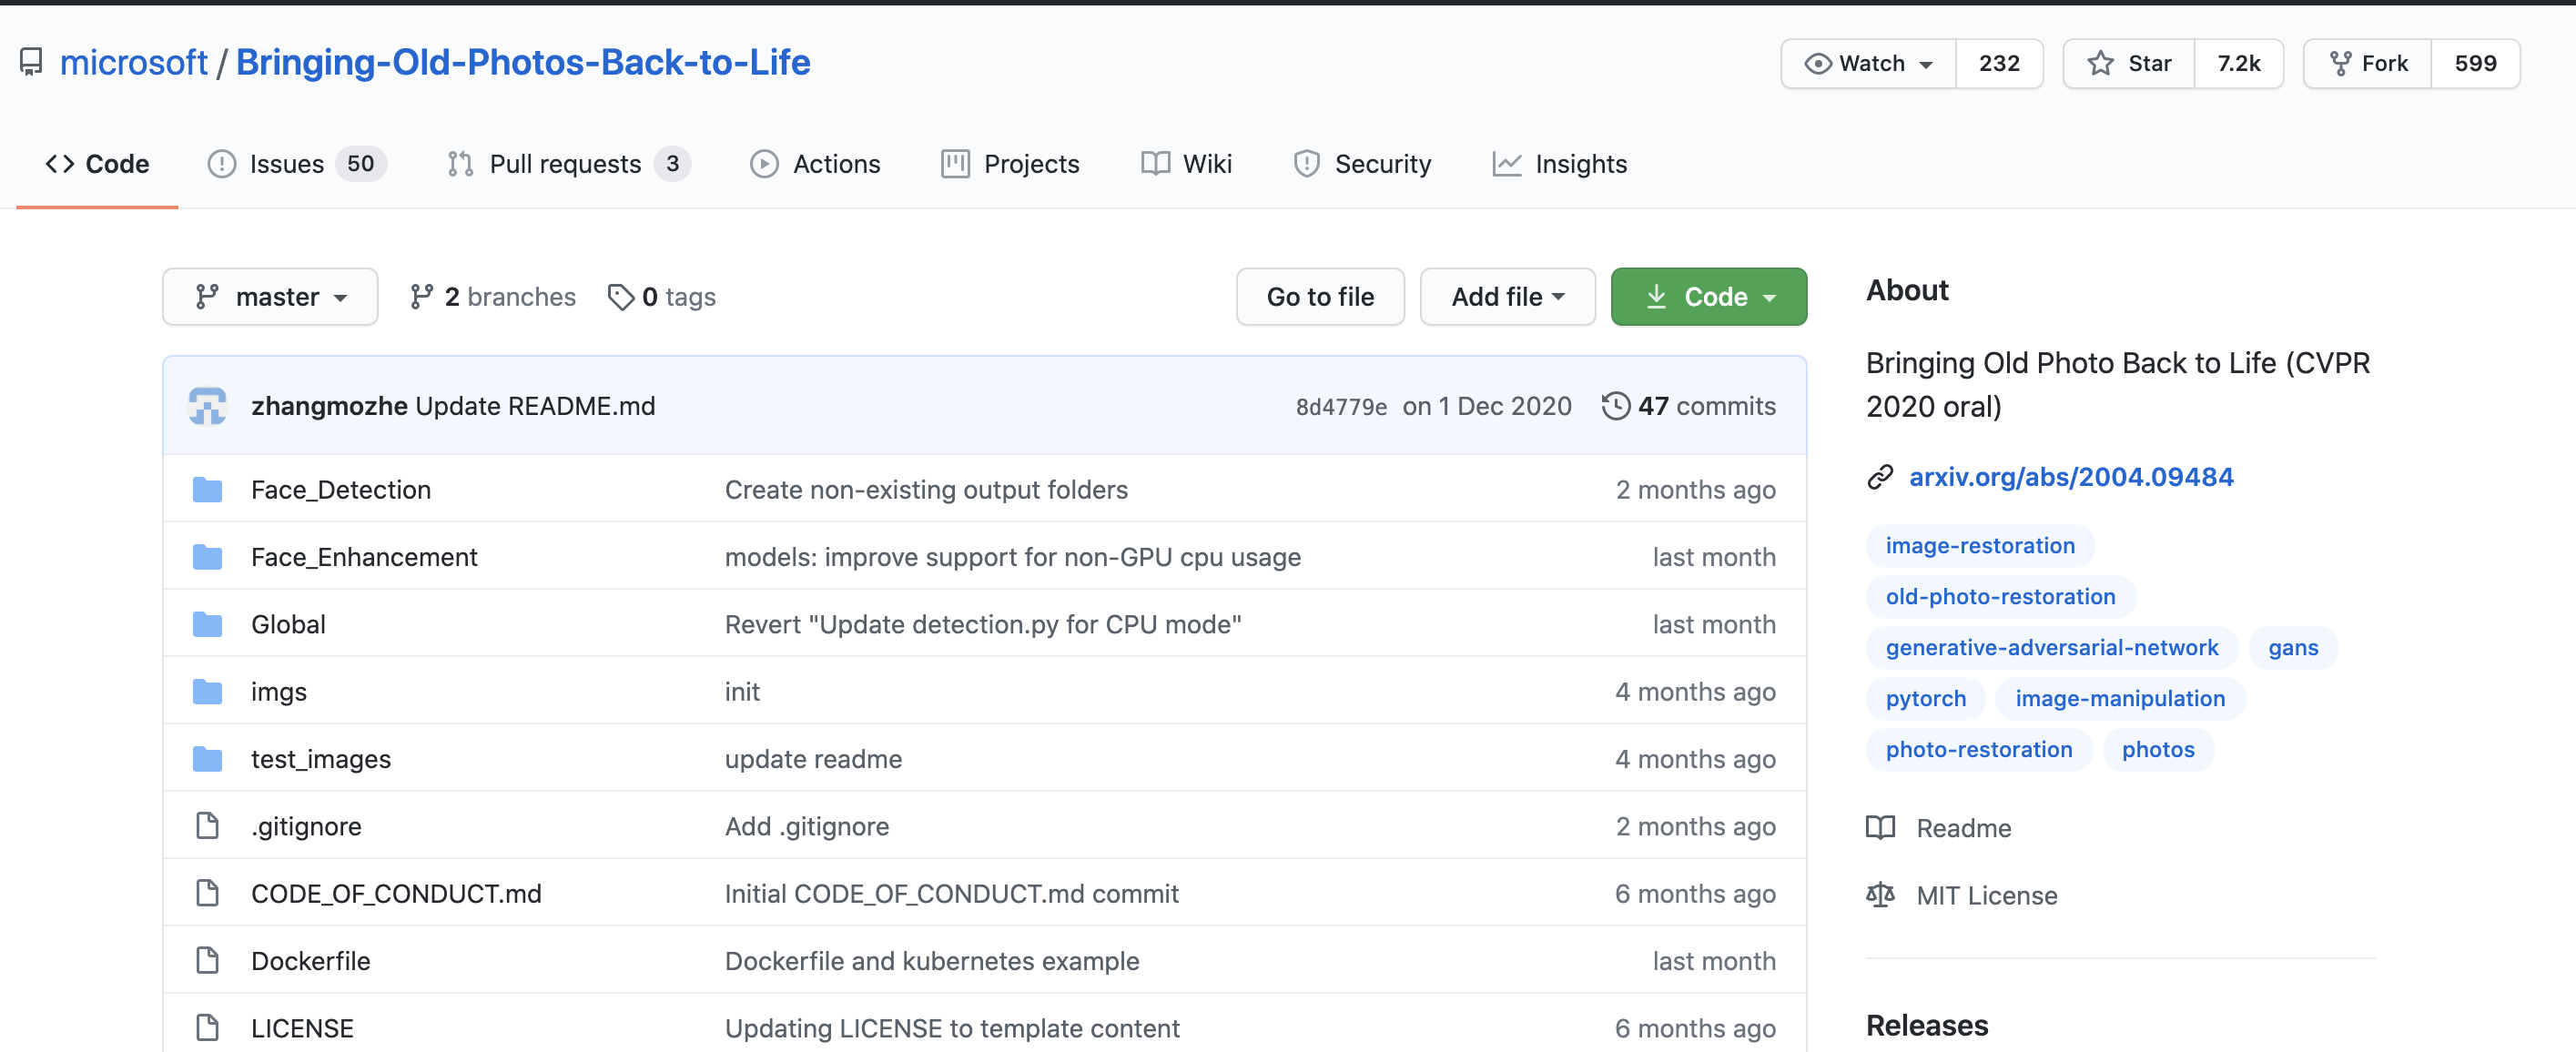 microsoft / Bringing-Old-Photos-Back-to-Life
Watch 232 Star 7.2k Fork 599
Code Issues 50 Pull requests 3 Actions Projects Wiki Security Insights
master 2 branches 0 tags Go to file Add file Code
zhangmozhe Update README.md 8d4779e on 1 Dec 2020 47 commits
Face_Detection Create non-existing output folders 2 months ago
Face_Enhancement models: improve support for non-GPU cpu usage last month
Global Revert "Update detection.py for CPU mode" last month
imgs init 4 months ago
test_images update readme 4 months ago
.gitignore Add .gitignore 2 months ago
CODE_OF_CONDUCT.md Initial CODE_OF_CONDUCT.md commit 6 months ago
Dockerfile Dockerfile and kubernetes example last month
LICENSE Updating LICENSE to template content 6 months ago
About
Bringing Old Photo Back to Life (CVPR
2020 oral)
arxiv.org/abs/2004.09484
image-restoration
old-photo-restoration
generative-adversarial-network gans
pytorch image-manipulation
photo-restoration photos
Readme
MIT License
Releases